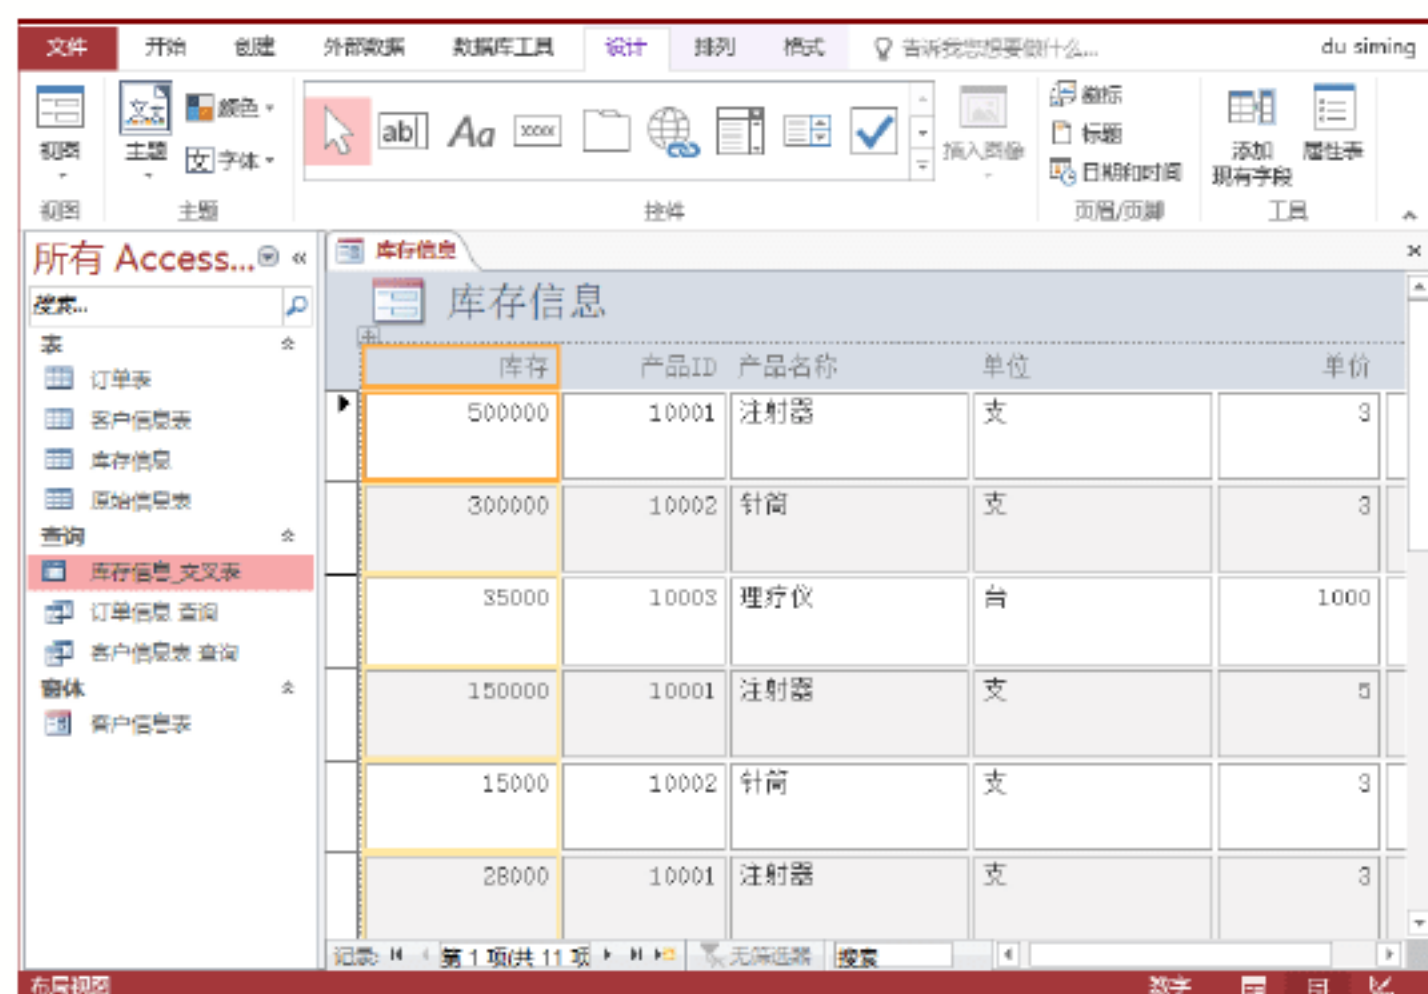 文件 开始 创建 外部数据 数据库工具 设计 排列 格式 告诉我您想要做什么... du siming
视图 主题 颜色 字体 ab| Aa xxxx 插入图像 徽标 标题 日期和时间 添加现有字段 属性表
视图 主题 控件 页眉/页脚 工具
所有 Access... «
库存信息
搜索...
库存信息
表
订单表
客户信息表
库存信息
原始信息表
查询
库存信息_交叉表
订单信息 查询
客户信息表 查询
窗体
客户信息表
库存 产品ID 产品名称 单位 单价
500000 10001 注射器 支 3
300000 10002 针筒 支 3
35000 10003 理疗仪 台 1000
150000 10001 注射器 支 5
15000 10002 针筒 支 3
28000 10001 注射器 支 3
记录: 第 1 项(共 11 项 无筛选器 搜索
布局视图 数字